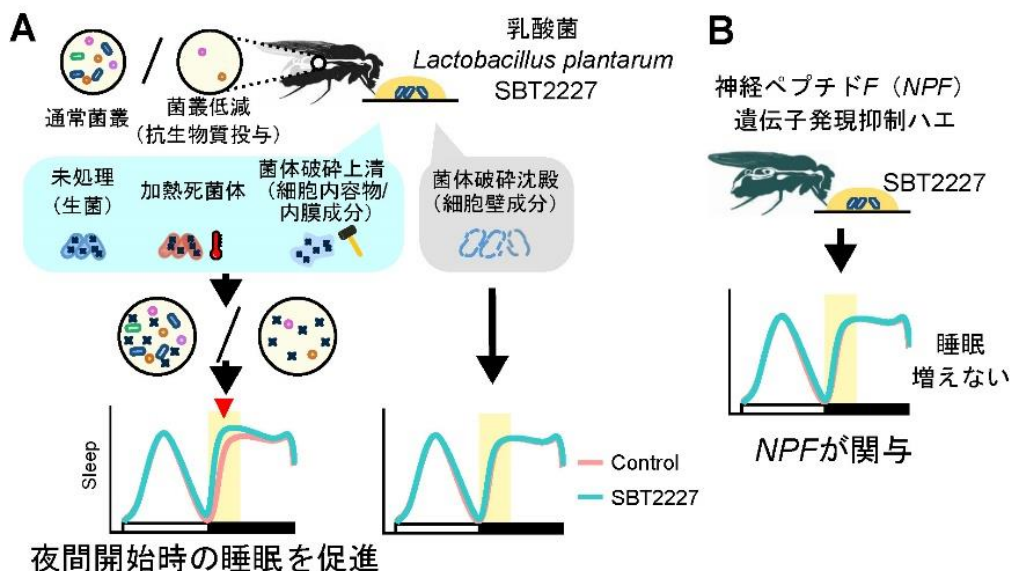 A
通常菌叢
菌叢低減
(抗生物質投与)
乳酸菌
Lactobacillus plantarum
SBT2227
未処理
(生菌)
加熱死菌体
菌体破砕上清
(細胞内容物/
内膜成分)
菌体破砕沈殿
(細胞壁成分)
Sleep
Control
SBT2227
夜間開始時の睡眠を促進
B
神経ペプチドF(NPF)
遺伝子発現抑制ハエ
SBT2227
睡眠
増えない
NPFが関与